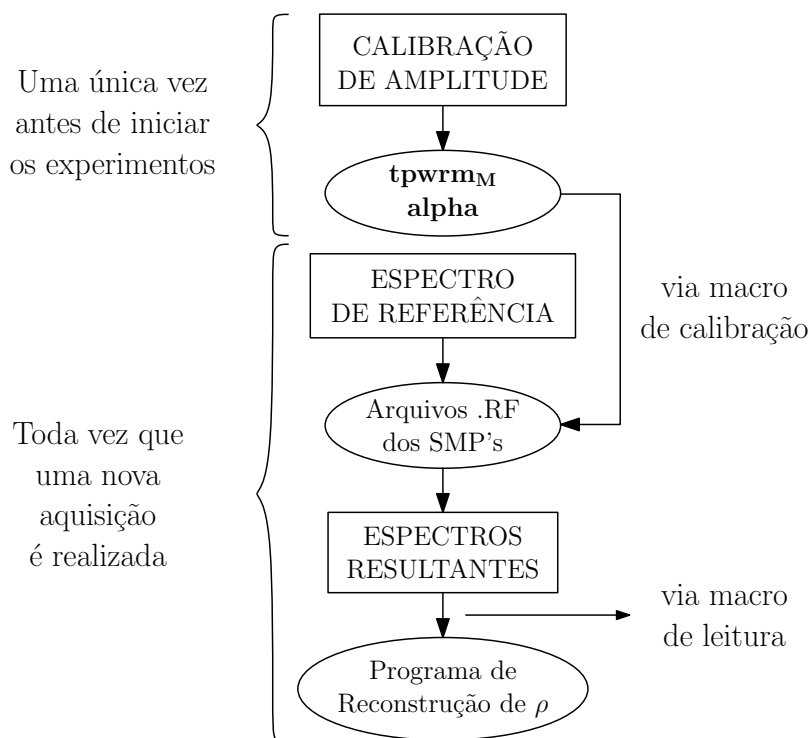 CALIBRAÇÃO
DE AMPLITUDE
Uma única vez
antes de iniciar
os experimentos
tpwrm_M
alpha
ESPECTRO
DE REFERÊNCIA
via macro
de calibração
Arquivos .RF
dos SMP's
Toda vez que
uma nova
aquisição
é realizada
ESPECTROS
RESULTANTES
via macro
de leitura
Programa de
Reconstrução de ρ